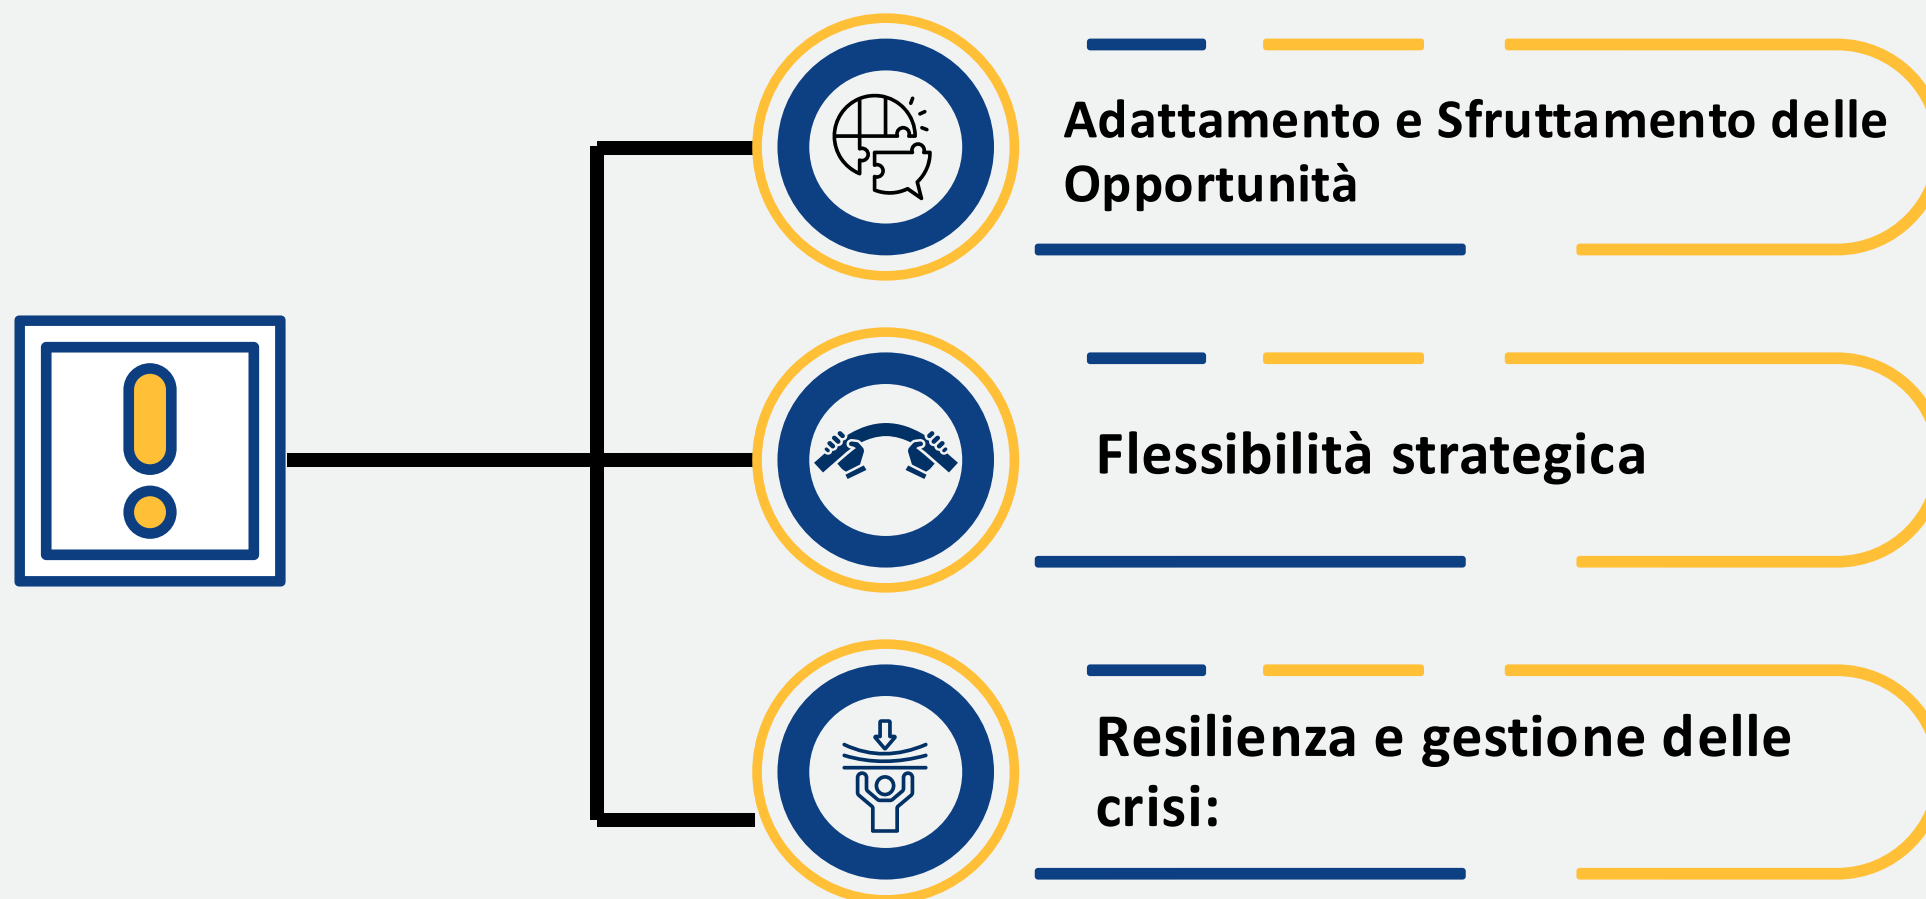 Adattamento e Sfruttamento delle
Opportunità
Flessibilità strategica
Resilienza e gestione delle
crisi: